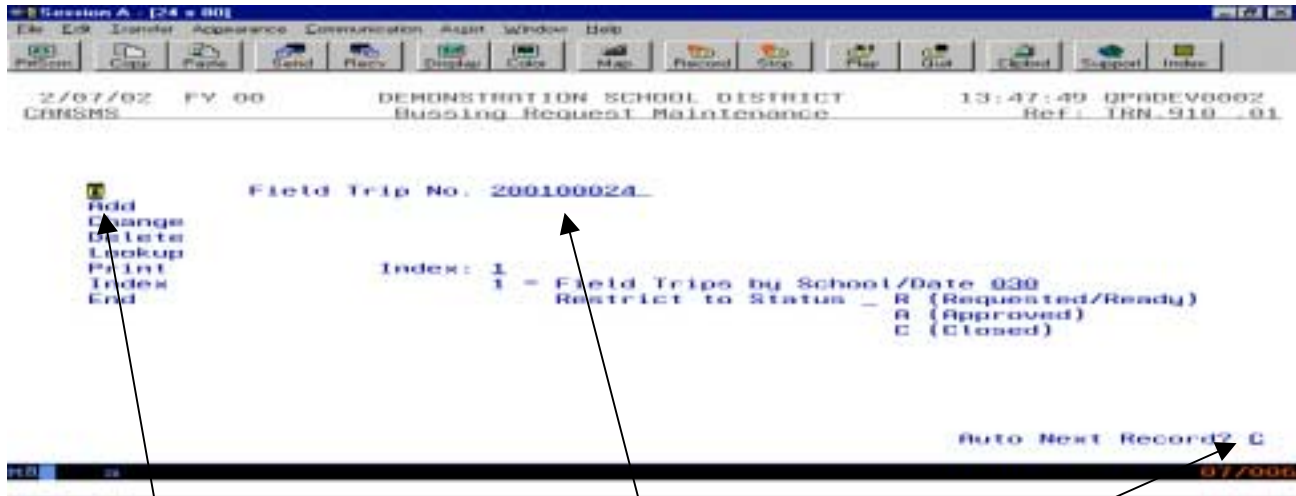 Session A - [24 x 80]
File Edit Transfer Appearance Communication Assist Window Help
PrtScrn Copy Paste Send Recv Display Color Map Record Stop Play Quit Clipbrd Support Index
2/07/02 FY 00 DEMONSTRATION SCHOOL DISTRICT 13:47:49 QPADEV0002
CANSMS Bussing Request Maintenance Ref: TRN.910 .01
Field Trip No. 200100024
Add
Change
Delete
Lookup
Print Index: 1
Index 1 = Field Trips by School/Date 030
End Restrict to Status _ R (Requested/Ready)
A (Approved)
C (Closed)
Auto Next Record? C
07/006